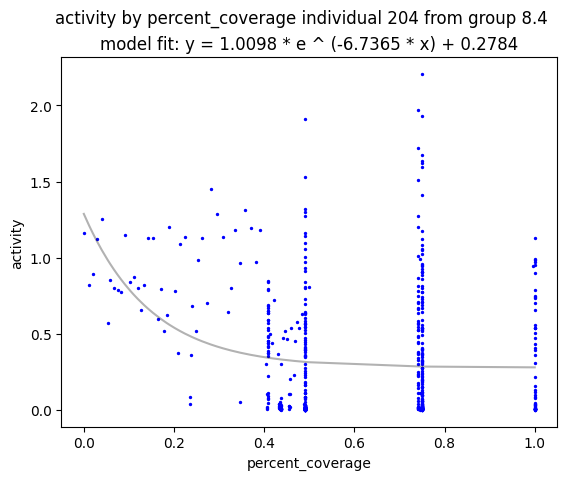 activity by percent_coverage individual 204 from group 8.4
model fit: y = 1.0098 * e ^ (-6.7365 * x) + 0.2784
2.0
1.5
1.0
0.5
0.0
activity
0.0 0.2 0.4 0.6 0.8 1.0
percent_coverage